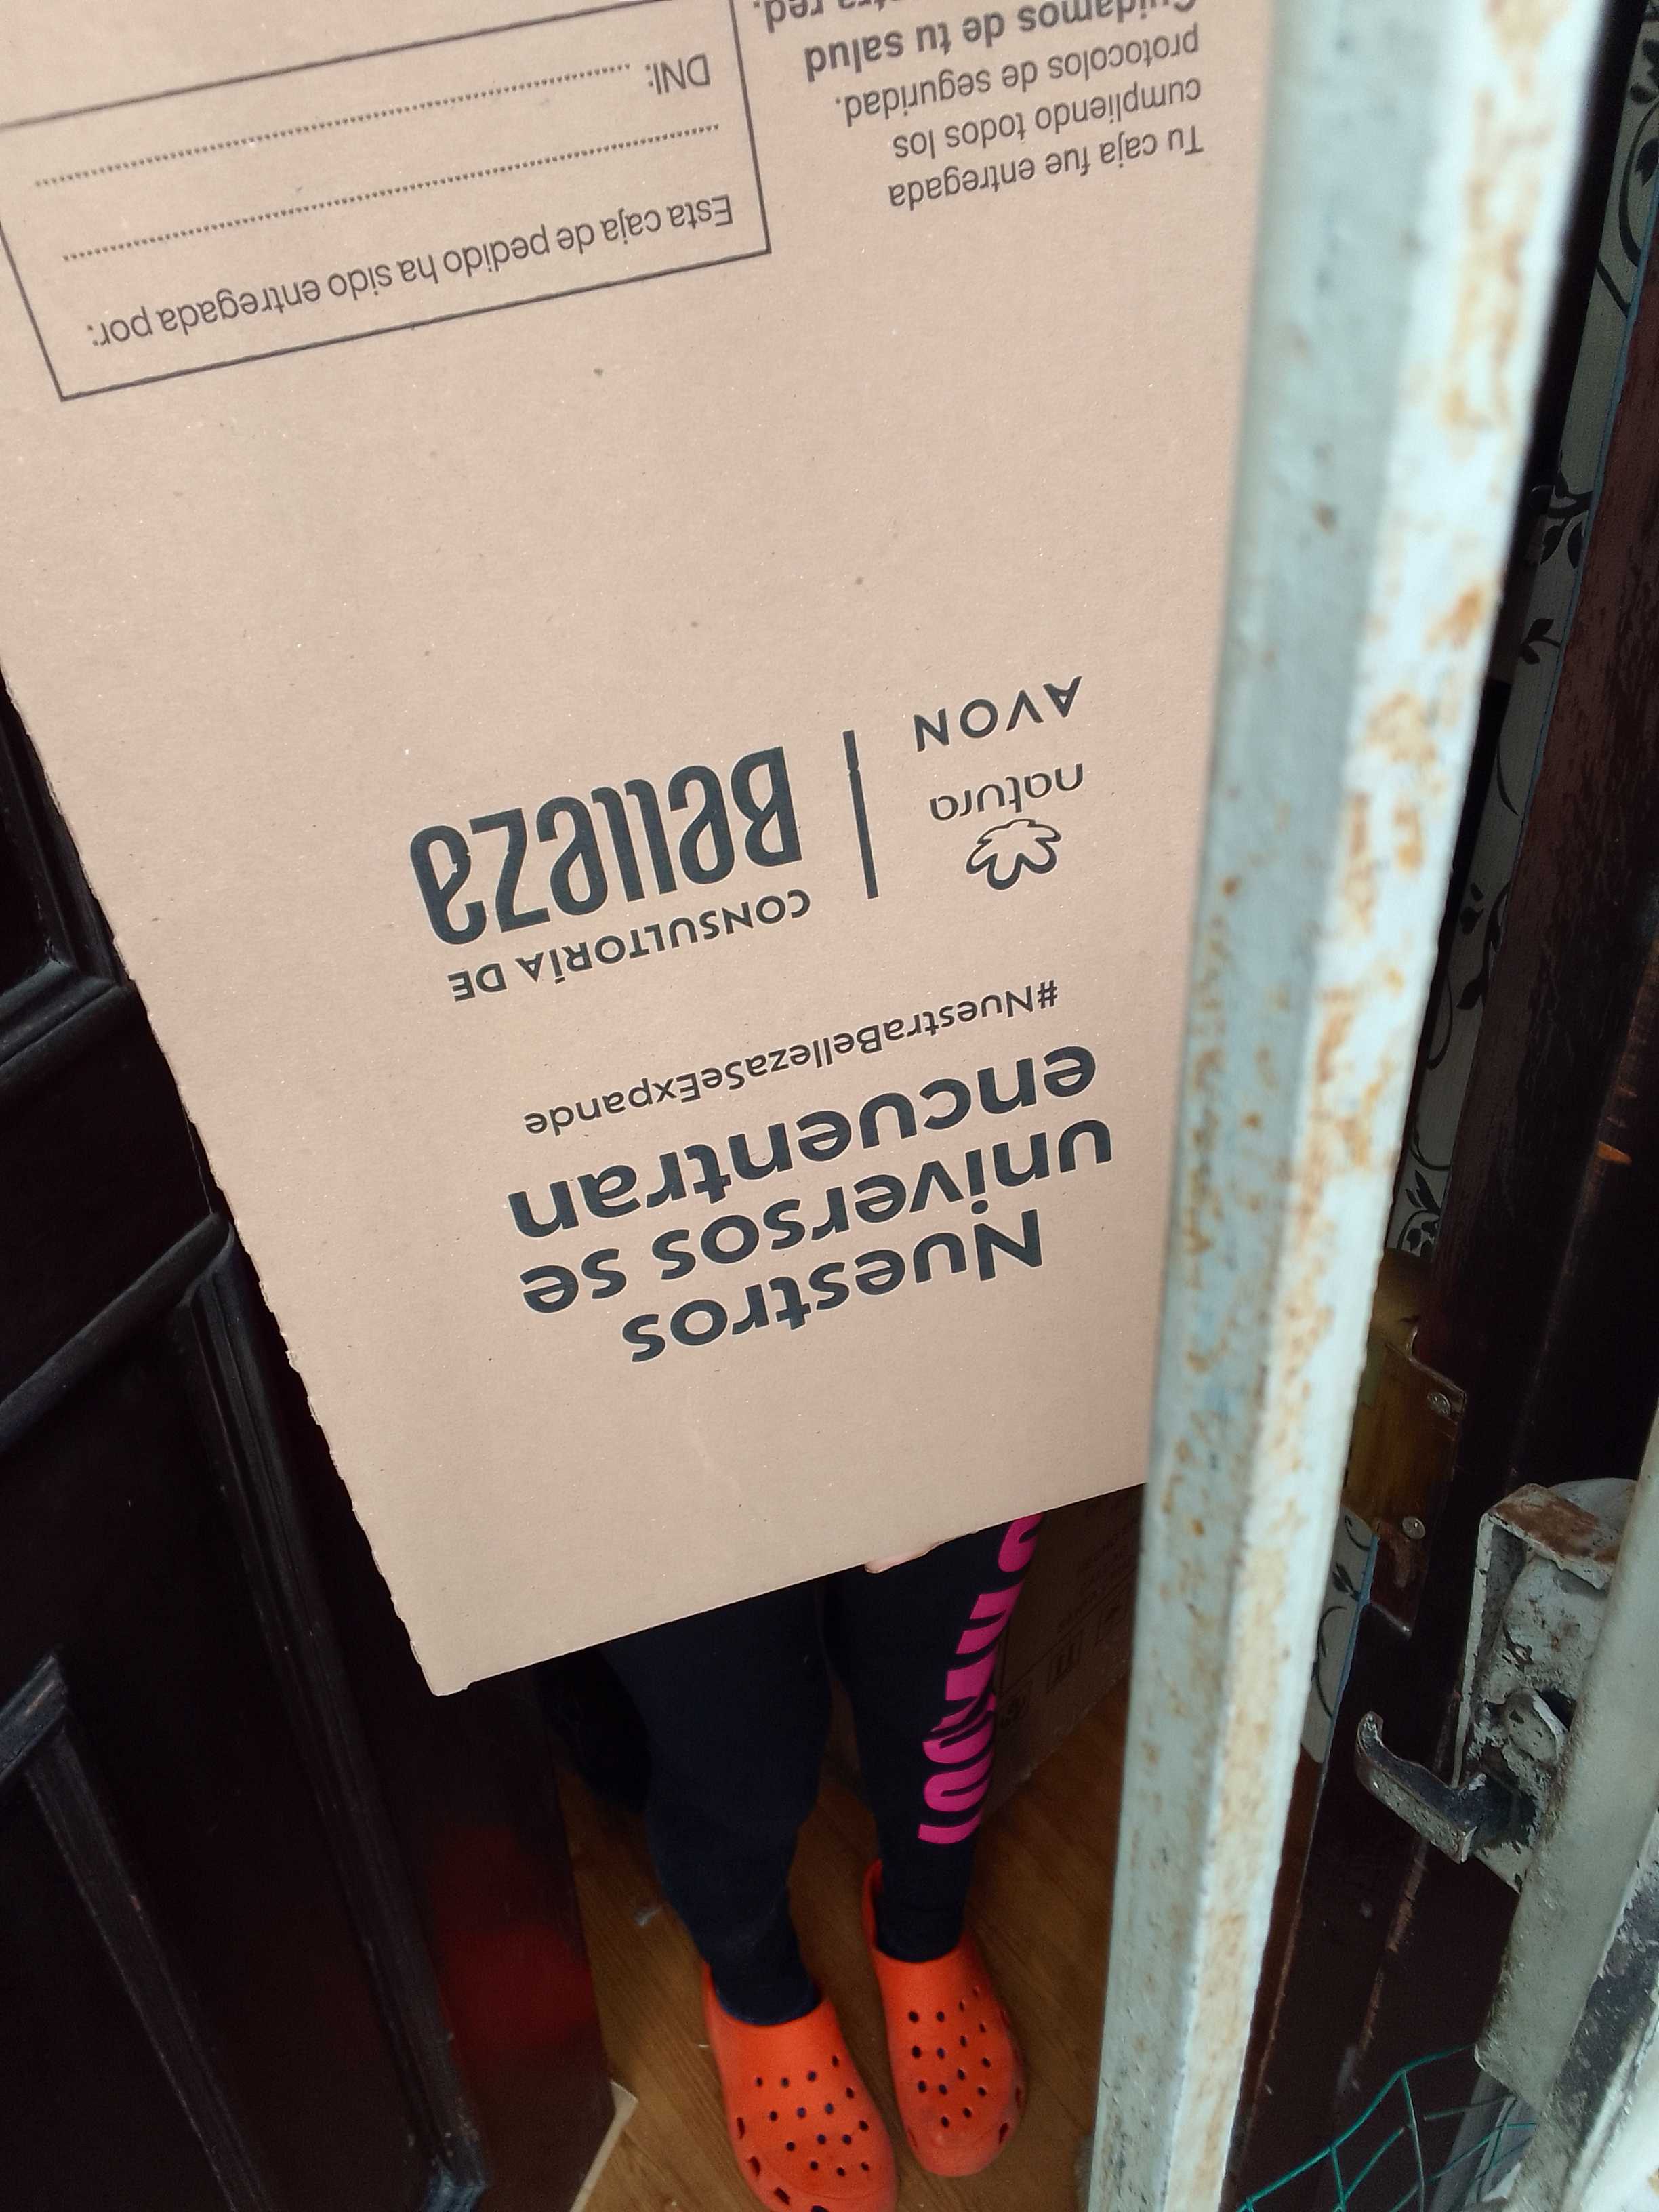 Nuestros
universos se
encuentran
#NuestraBellezaSeExpande
natura
AVON
CONSULTORÍA DE
Belleza
Tu caja fue entregada
cumpliendo todos los
protocolos de seguridad.
Cuidamos de tu salud
red.
Esta caja de pedido ha sido entregada por:
DNI: